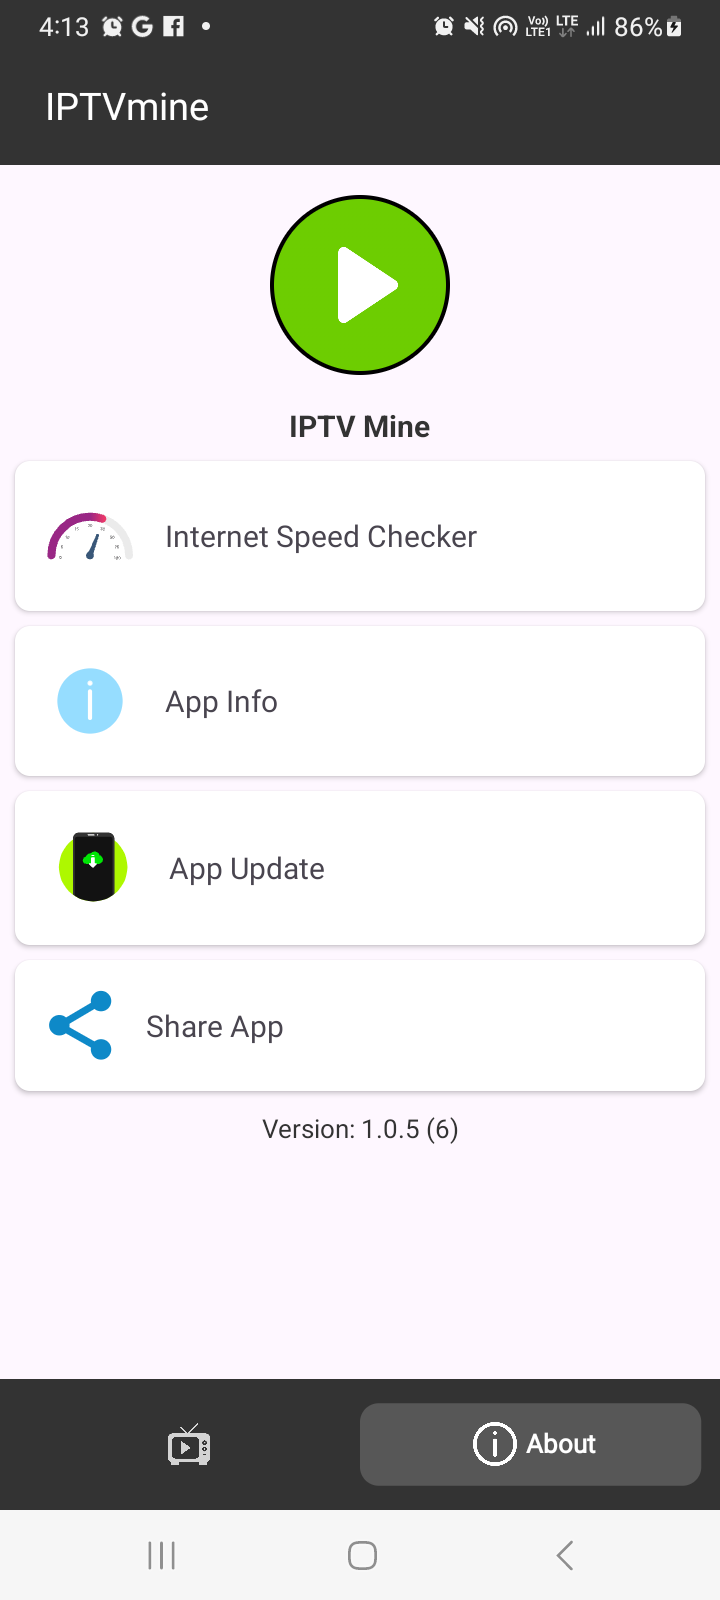 4:13
Vo)) LTE
LTE1
86%
IPTVmine
IPTV Mine
Internet Speed Checker
App Info
App Update
Share App
Version: 1.0.5 (6)
About